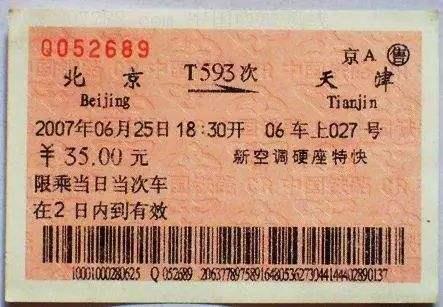 Q052689 京A 售
北京 T593次 天津
Beijing Tianjin
2007年06月25日18:30开 06车上027号
¥35.00元 新空调硬座特快
限乘当日当次车
在2日内到有效
10001000280625 Q052689 2063778975891648053627304414440289013​7